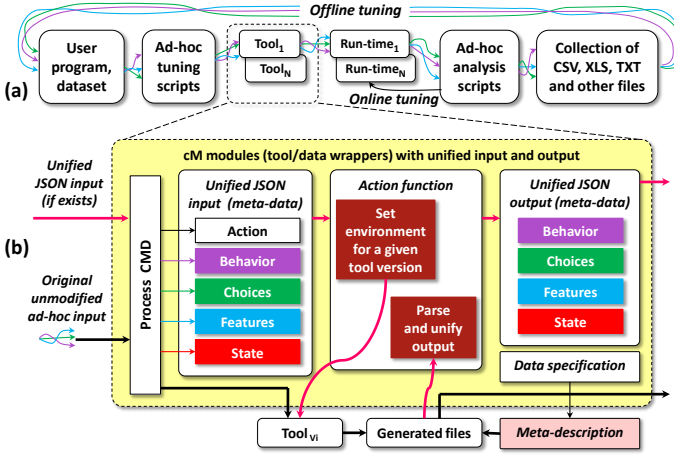 Offline tuning
User
program,
dataset
Ad-hoc
tuning
scripts
Tool1
ToolN
Run-time1
Run-timeN
Online tuning
Ad-hoc
analysis
scripts
Collection of
CSV, XLS, TXT
and other files
(a)
cM modules (tool/data wrappers) with unified input and output
Unified
JSON input
(if exists)
(b)
Original
unmodified
ad-hoc input
Process CMD
Unified JSON
input (meta-data)
Action
Behavior
Choices
Features
State
Action function
Set
environment
for a given
tool version
Parse
and unify
output
Unified JSON
output (meta-data)
Behavior
Choices
Features
State
Data specification
Tool Vi
Generated files
Meta-description